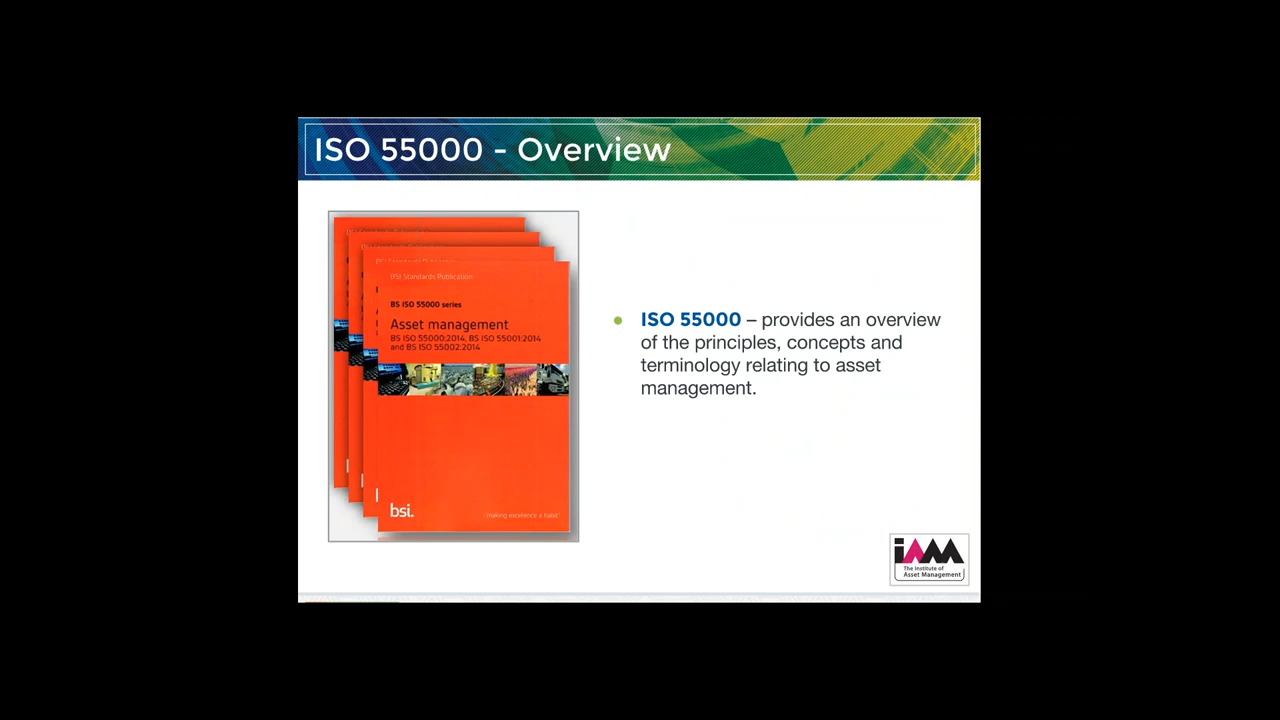 ISO 55000 - Overview
BSI Standards Publication
BS ISO 55000 series
Asset management
BS ISO 55000:2014, BS ISO 55001:2014
and BS ISO 55002:2014
bsi.
making excellence a habit
ISO 55000 – provides an overview
of the principles, concepts and
terminology relating to asset
management.
iAM
The Institute of
Asset Management